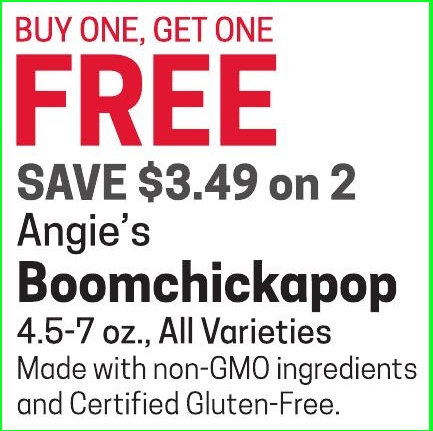 BUY ONE, GET ONE
FREE
SAVE $3.49 on 2
Angie's
Boomchickapop
4.5-7 oz., All Varieties
Made with non-GMO ingredients
and Certified Gluten-Free.